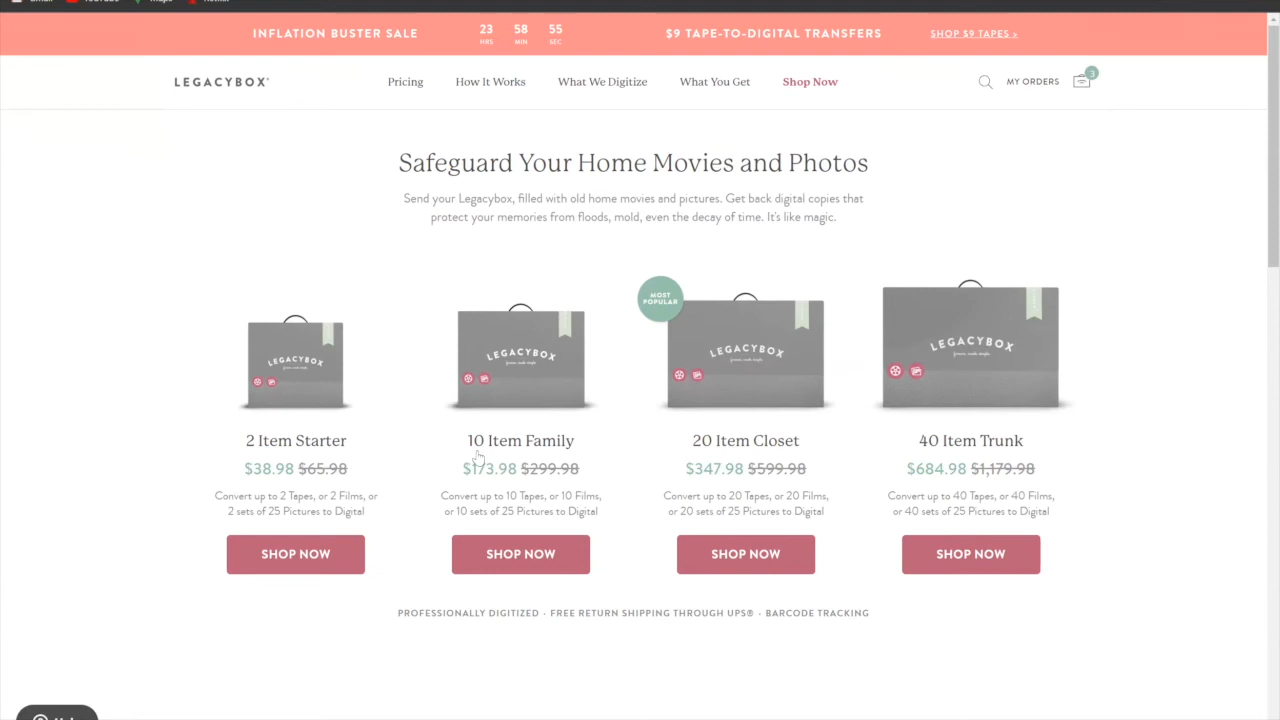 INFLATION BUSTER SALE
23 58 55
HRS MIN SEC
$9 TAPE-TO-DIGITAL TRANSFERS
SHOP $9 TAPES >
LEGACYBOX®
Pricing
How It Works
What We Digitize
What You Get
Shop Now
MY ORDERS
3
Safeguard Your Home Movies and Photos
Send your Legacybox, filled with old home movies and pictures. Get back digital copies that
protect your memories from floods, mold, even the decay of time. It's like magic.
MOST
POPULAR
LEGACYBOX
LEGACYBOX
LEGACYBOX
LEGACYBOX
2 Item Starter
$38.98 $65.98
Convert up to 2 Tapes, or 2 Films, or
2 sets of 25 Pictures to Digital
SHOP NOW
10 Item Family
$173.98 $299.98
Convert up to 10 Tapes, or 10 Films,
or 10 sets of 25 Pictures to Digital
SHOP NOW
20 Item Closet
$347.98 $599.98
Convert up to 20 Tapes, or 20 Films,
or 20 sets of 25 Pictures to Digital
SHOP NOW
40 Item Trunk
$684.98 $1,179.98
Convert up to 40 Tapes, or 40 Films,
or 40 sets of 25 Pictures to Digital
SHOP NOW
PROFESSIONALLY DIGITIZED · FREE RETURN SHIPPING THROUGH UPS® · BARCODE TRACKING